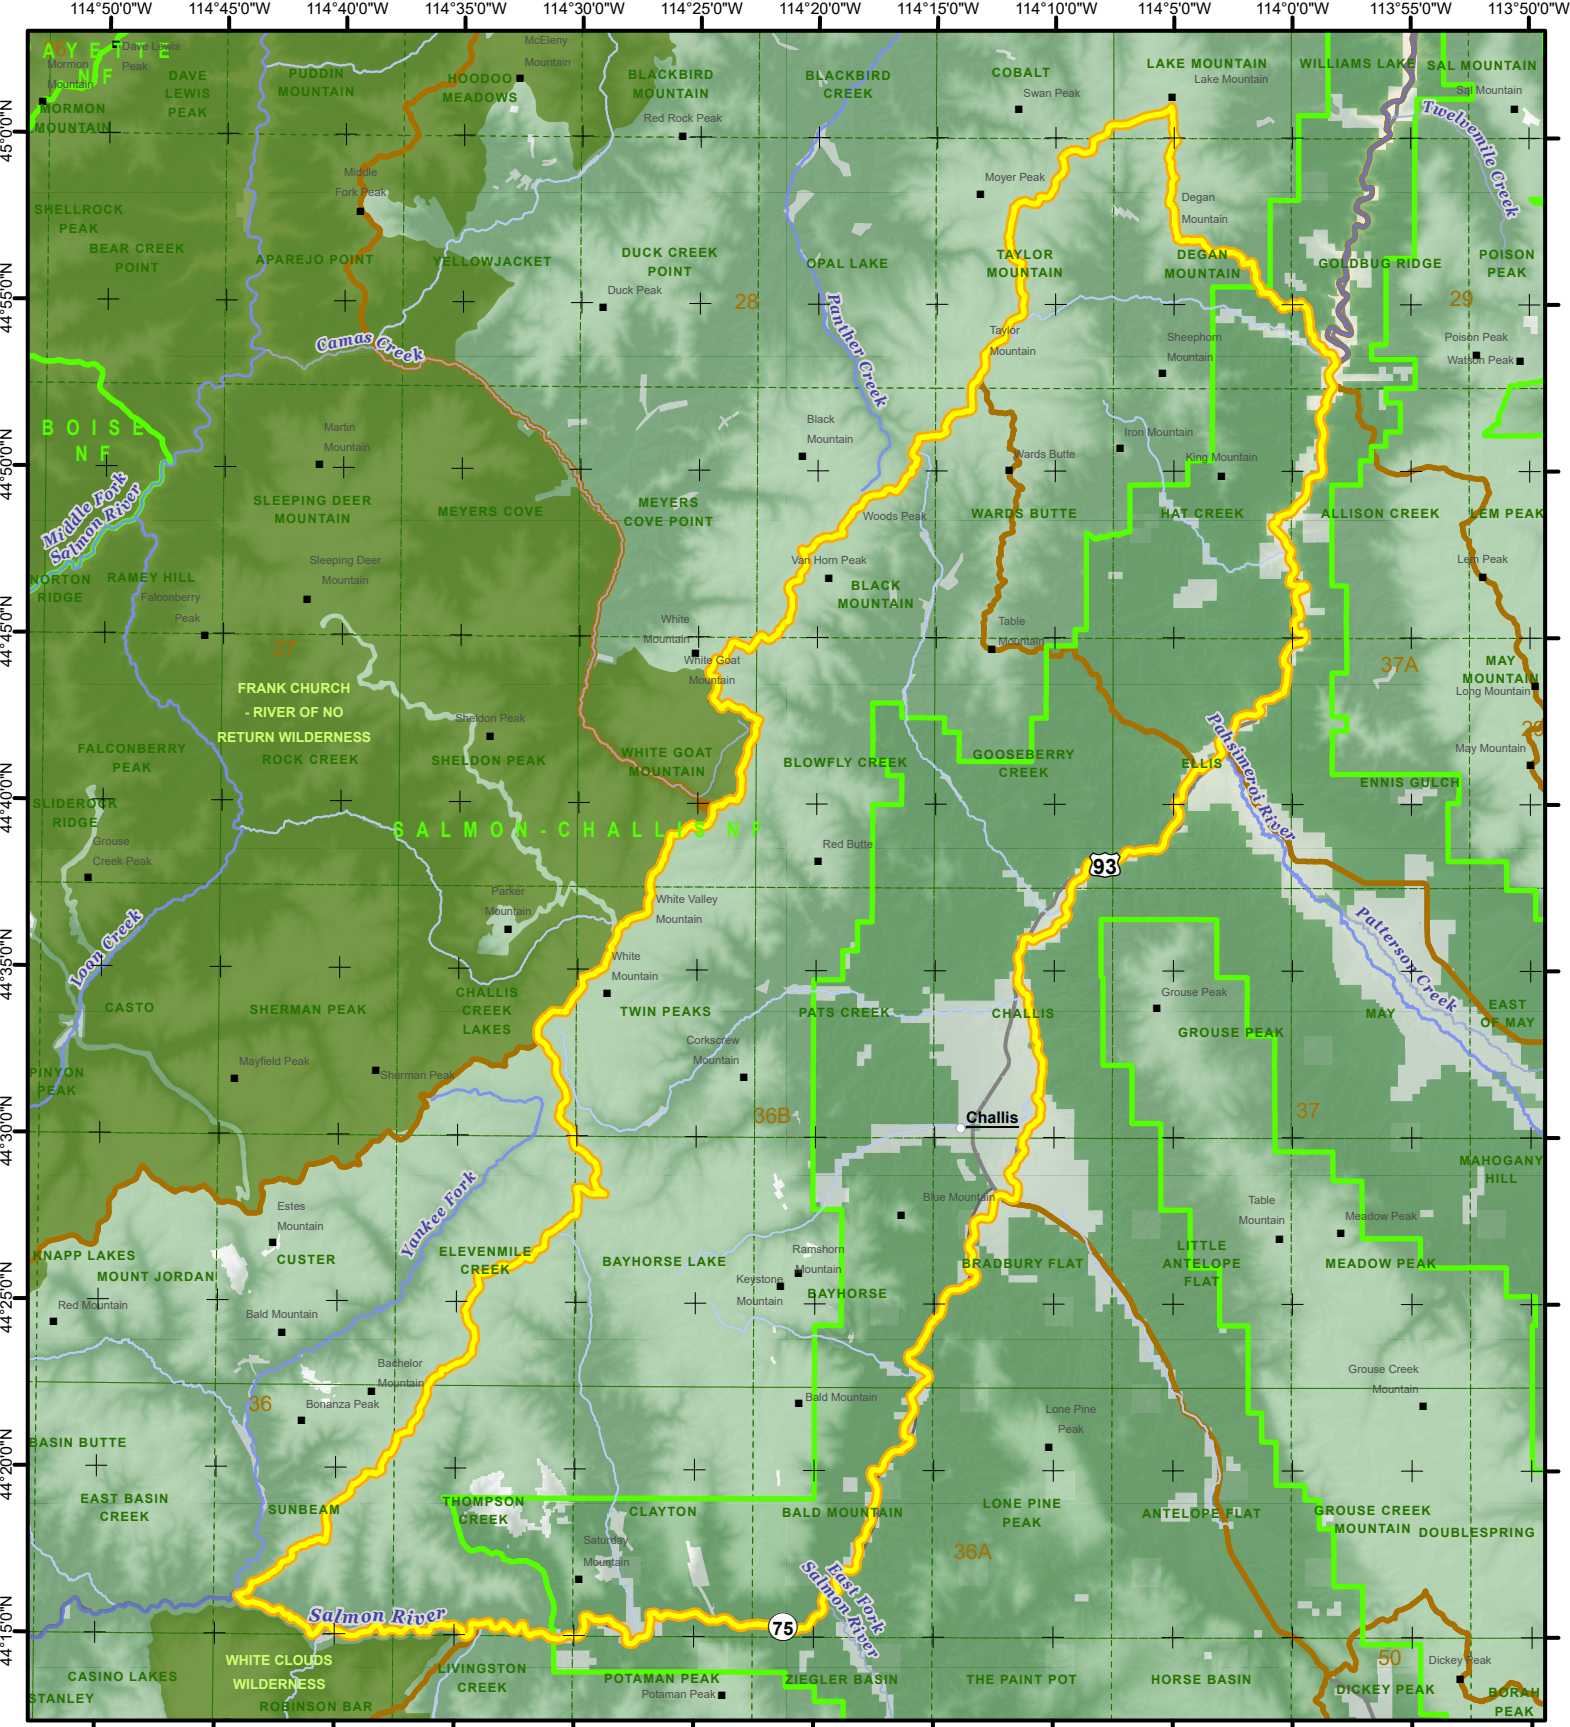 114°50'0"W 114°45'0"W 114°40'0"W 114°35'0"W 114°30'0"W 114°25'0"W 114°20'0"W 114°15'0"W 114°10'0"W 114°5'0"W 114°0'0"W 113°55'0"W 113°50'0"W
45°0'0"N
44°55'0"N
44°50'0"N
44°45'0"N
44°40'0"N
44°35'0"N
44°30'0"N
44°25'0"N
44°20'0"N
44°15'0"N
AYETTE
NF
Dave Lewis
Peak
Mormon
Mountain
MORMON
MOUNTAIN
DAVE
LEWIS
PEAK
PUDDIN
MOUNTAIN
HOODOO
MEADOWS
McEleny
Mountain
BLACKBIRD
MOUNTAIN
Red Rock Peak
BLACKBIRD
CREEK
COBALT
Swan Peak
LAKE MOUNTAIN
Lake Mountain
WILLIAMS LAKE
SAL MOUNTAIN
Sal Mountain
Twelvemile Creek
Middle
Fork Peak
Moyer Peak
Degan
Mountain
SHELLROCK
PEAK
BEAR CREEK
POINT
APAREJO POINT
YELLOWJACKET
DUCK CREEK
POINT
Duck Peak
28
OPAL LAKE
TAYLOR
MOUNTAIN
DEGAN
MOUNTAIN
GOLDBUG RIDGE
POISON
PEAK
29
Camas Creek
Panther Creek
Taylor
Mountain
Sheephorn
Mountain
Poison Peak
Watson Peak
BOISE
NF
Martin
Mountain
Black
Mountain
Wards Butte
Iron Mountain
King Mountain
Middle Fork
Salmon River
SLEEPING DEER
MOUNTAIN
MEYERS COVE
MEYERS
COVE POINT
Woods Peak
WARDS BUTTE
HAT CREEK
ALLISON CREEK
LEM PEAK
Lem Peak
NORTON
RIDGE
RAMEY HILL
Falconberry
Peak
Sleeping Deer
Mountain
Van Horn Peak
BLACK
MOUNTAIN
27
White
Mountain
White Goat
Mountain
Table
Mountain
37A
MAY
MOUNTAIN
Long Mountain
29
May Mountain
FRANK CHURCH
- RIVER OF NO
RETURN WILDERNESS
ROCK CREEK
Sheldon Peak
SHELDON PEAK
FALCONBERRY
PEAK
WHITE GOAT
MOUNTAIN
BLOWFLY CREEK
GOOSEBERRY
CREEK
ELLIS
Pahsimeroi River
ENNIS GULCH
SLIDEROCK
RIDGE
Grouse
Creek Peak
SALMON-CHALLIS NF
Red Butte
93
Parker
Mountain
White Valley
Mountain
Loon Creek
White
Mountain
Grouse Peak
Patterson Creek
CASTO
SHERMAN PEAK
CHALLIS
CREEK
LAKES
TWIN PEAKS
PATS CREEK
CHALLIS
GROUSE PEAK
MAY
EAST
OF MAY
Mayfield Peak
Sherman Peak
Corkscrew
Mountain
PINYON
PEAK
36B
Challis
37
MAHOGANY
HILL
Yankee Fork
Blue Mountain
Table
Mountain
Meadow Peak
Estes
Mountain
KNAPP LAKES
MOUNT JORDAN
CUSTER
ELEVENMILE
CREEK
BAYHORSE LAKE
Ramshorn
Mountain
Keystone
Mountain
BAYHORSE
BRADBURY FLAT
LITTLE
ANTELOPE
FLAT
MEADOW PEAK
Red Mountain
Bald Mountain
Bachelor
Mountain
Bonanza Peak
36
Bald Mountain
Lone Pine
Peak
Grouse Creek
Mountain
BASIN BUTTE
EAST BASIN
CREEK
SUNBEAM
THOMPSON
CREEK
CLAYTON
BALD MOUNTAIN
LONE PINE
PEAK
ANTELOPE FLAT
GROUSE CREEK
MOUNTAIN
DOUBLESPRING
Saturday
Mountain
36A
East Fork
Salmon River
Salmon River
75
WHITE CLOUDS
WILDERNESS
CASINO LAKES
STANLEY
ROBINSON BAR
LIVINGSTON
CREEK
POTAMAN PEAK
Potaman Peak
ZIEGLER BASIN
THE PAINT POT
HORSE BASIN
50
Dickey Peak
DICKEY PEAK
BORAH
PEAK